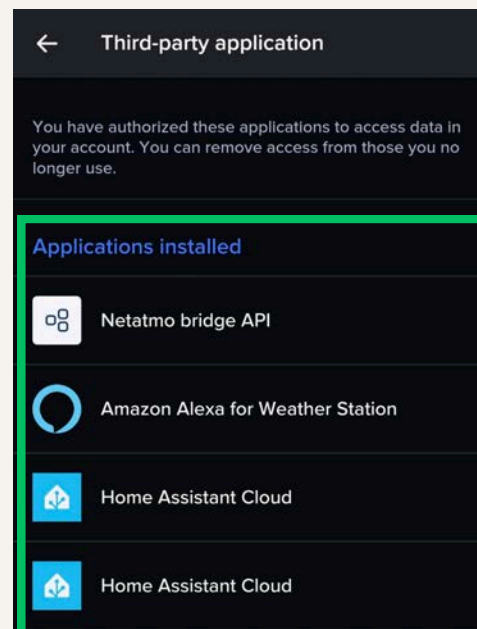 Third-party application
You have authorized these applications to access data in
your account. You can remove access from those you no
longer use.
Applications installed
Netatmo bridge API
Amazon Alexa for Weather Station
Home Assistant Cloud
Home Assistant Cloud